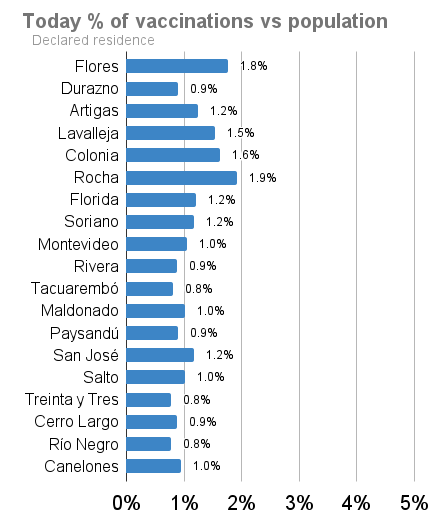 Today % of vaccinations vs population
Declared residence
Flores 1.8%
Durazno 0.9%
Artigas 1.2%
Lavalleja 1.5%
Colonia 1.6%
Rocha 1.9%
Florida 1.2%
Soriano 1.2%
Montevideo 1.0%
Rivera 0.9%
Tacuarembó 0.8%
Maldonado 1.0%
Paysandú 0.9%
San José 1.2%
Salto 1.0%
Treinta y Tres 0.8%
Cerro Largo 0.9%
Río Negro 0.8%
Canelones 1.0%
0% 1% 2% 3% 4% 5%